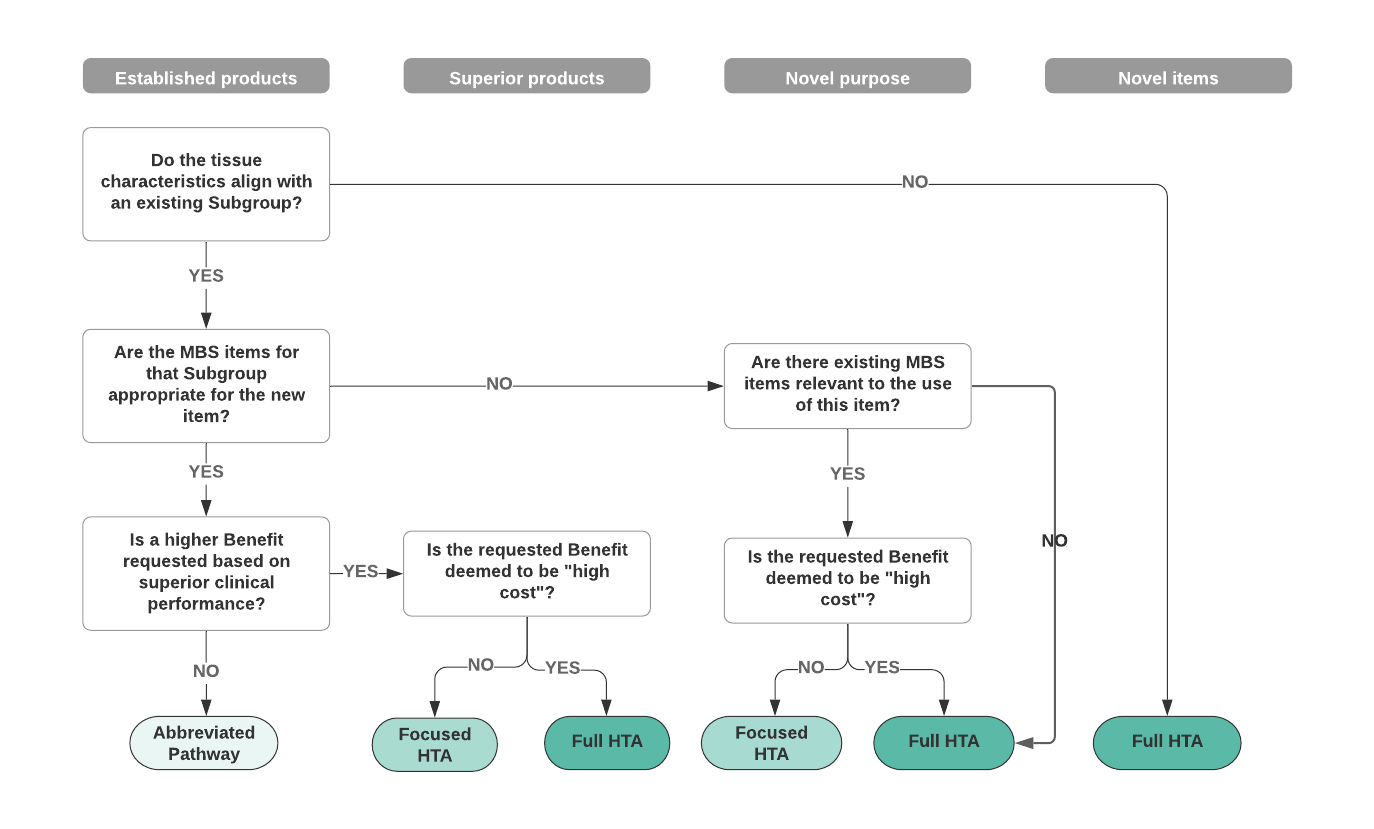 Established products
Superior products
Novel purpose
Novel items
Do the tissue
characteristics align with
an existing Subgroup?
NO
YES
Are the MBS items for
that Subgroup
appropriate for the new
item?
NO
Are there existing MBS
items relevant to the use
of this item?
YES
YES
NO
Is a higher Benefit
requested based on
superior clinical
performance?
YES
Is the requested Benefit
deemed to be "high
cost"?
Is the requested Benefit
deemed to be "high
cost"?
NO
NO
YES
NO
YES
Abbreviated
Pathway
Focused
HTA
Full HTA
Focused
HTA
Full HTA
Full HTA